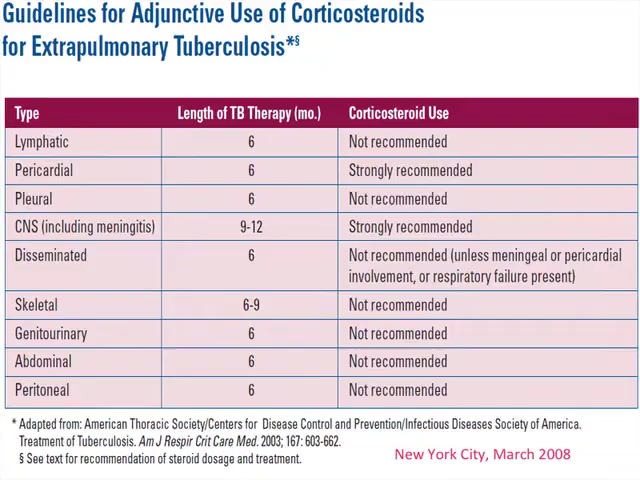 Guidelines for Adjunctive Use of Corticosteroids
for Extrapulmonary Tuberculosis*§
Type Length of TB Therapy (mo.) Corticosteroid Use
Lymphatic 6 Not recommended
Pericardial 6 Strongly recommended
Pleural 6 Not recommended
CNS (including meningitis) 9-12 Strongly recommended
Disseminated 6 Not recommended (unless meningeal or pericardial
involvement, or respiratory failure present)
Skeletal 6-9 Not recommended
Genitourinary 6 Not recommended
Abdominal 6 Not recommended
Peritoneal 6 Not recommended
* Adapted from: American Thoracic Society/Centers for Disease Control and Prevention/Infectious Diseases Society of America.
Treatment of Tuberculosis. Am J Respir Crit Care Med. 2003; 167: 603-662.
§ See text for recommendation of steroid dosage and treatment.
New York City, March 2008